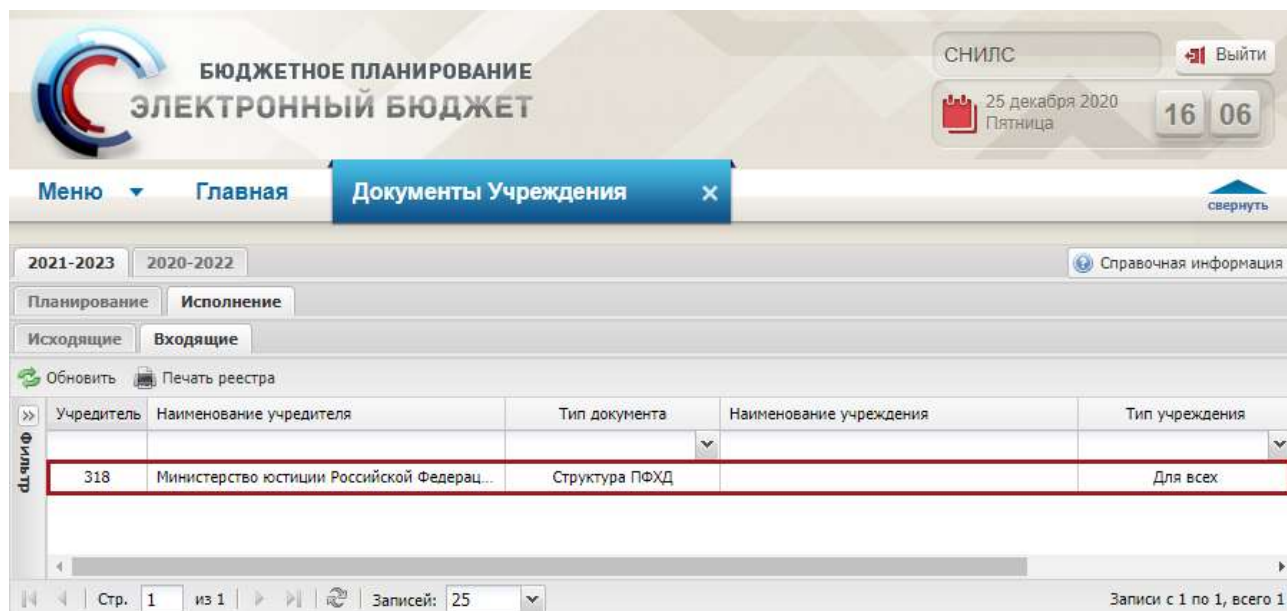 СНИЛС
Выйти
БЮДЖЕТНОЕ ПЛАНИРОВАНИЕ
ЭЛЕКТРОННЫЙ БЮДЖЕТ
25 декабря 2020
Пятница
16 06
Меню Главная Документы Учреждения
свернуть
2021-2023 2020-2022 Справочная информация
Планирование Исполнение
Исходящие Входящие
Обновить Печать реестра
Учредитель Наименование учредителя Тип документа Наименование учреждения Тип учреждения
Фильтр
318 Министерство юстиции Российской Федерац... Структура ПФХД Для всех
Стр. 1 из 1 Записей: 25 Записи с 1 по 1, всего 1